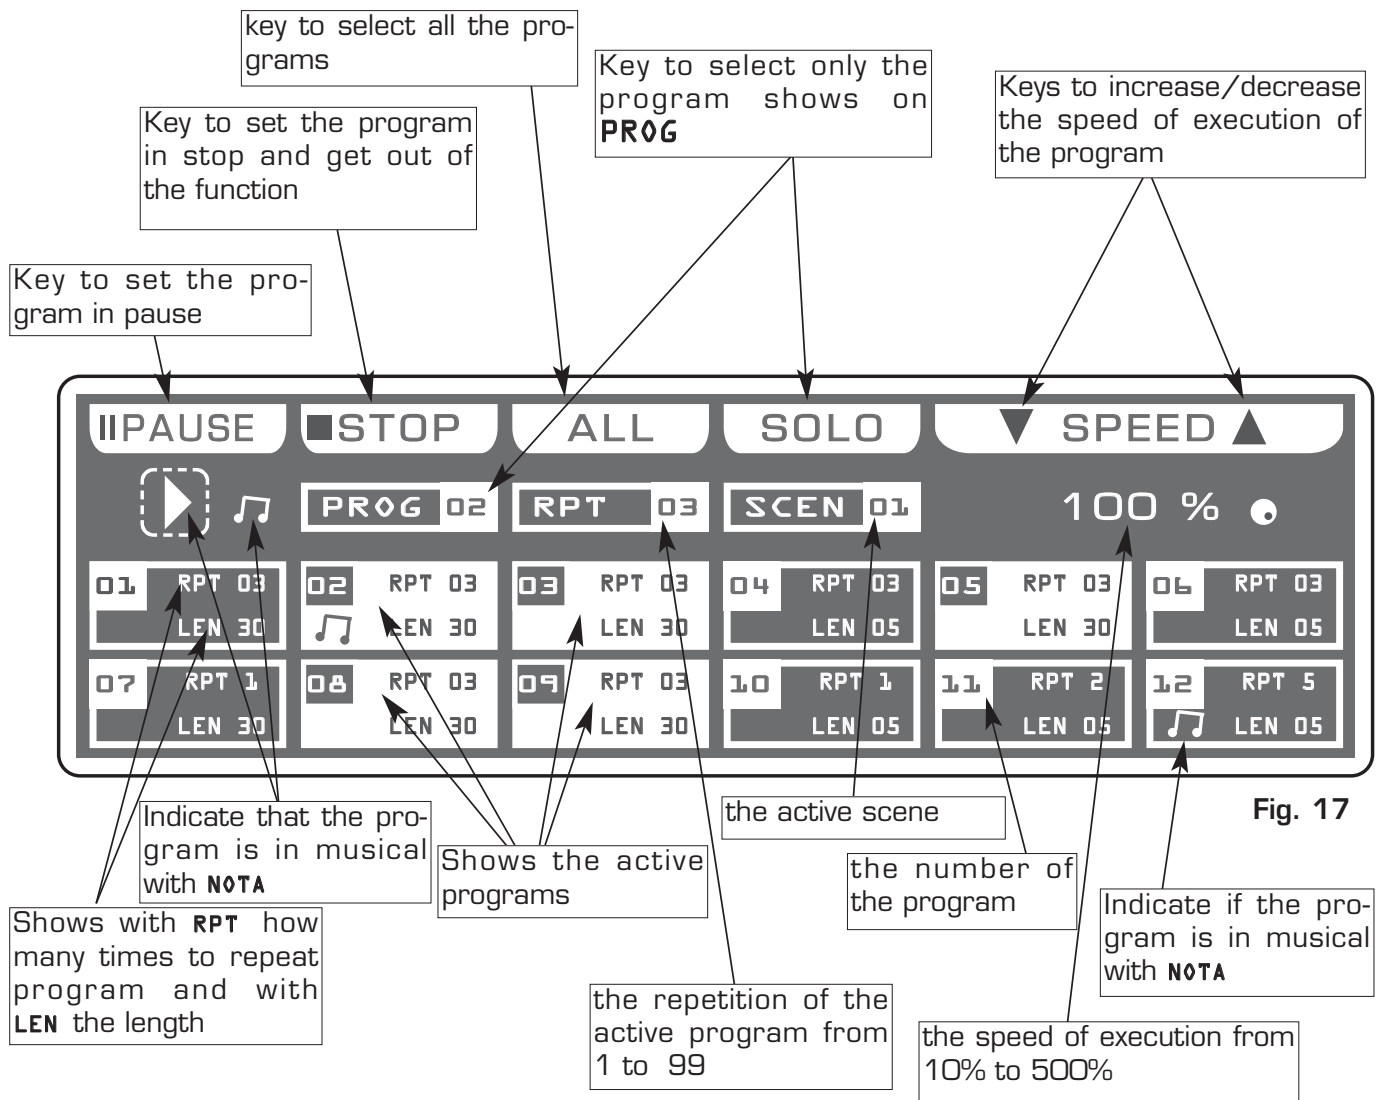 key to select all the pro-
grams
Key to select only the
program shows on
PROG
Keys to increase/decrease
the speed of execution of
the program
Key to set the program
in stop and get out of
the function
Key to set the pro-
gram in pause
PAUSE STOP ALL SOLO SPEED
PROG 02 RPT 03 SCEN 01 100 %
01 RPT 03 02 RPT 03 03 RPT 03 04 RPT 03 05 RPT 03 06 RPT 03
LEN 30 LEN 30 LEN 30 LEN 05 LEN 30 LEN 05
07 RPT 1 08 RPT 03 09 RPT 03 10 RPT 1 11 RPT 2 12 RPT 5
LEN 30 LEN 30 LEN 30 LEN 05 LEN 05 LEN 05
Fig. 17
Indicate that the pro-
gram is in musical
with NOTA
Shows the active
programs
the active scene
the number of
the program
Indicate if the pro-
gram is in musical
with NOTA
Shows with RPT how
many times to repeat
program and with
LEN the length
the repetition of the
active program from
1 to 99
the speed of execution from
10% to 500%